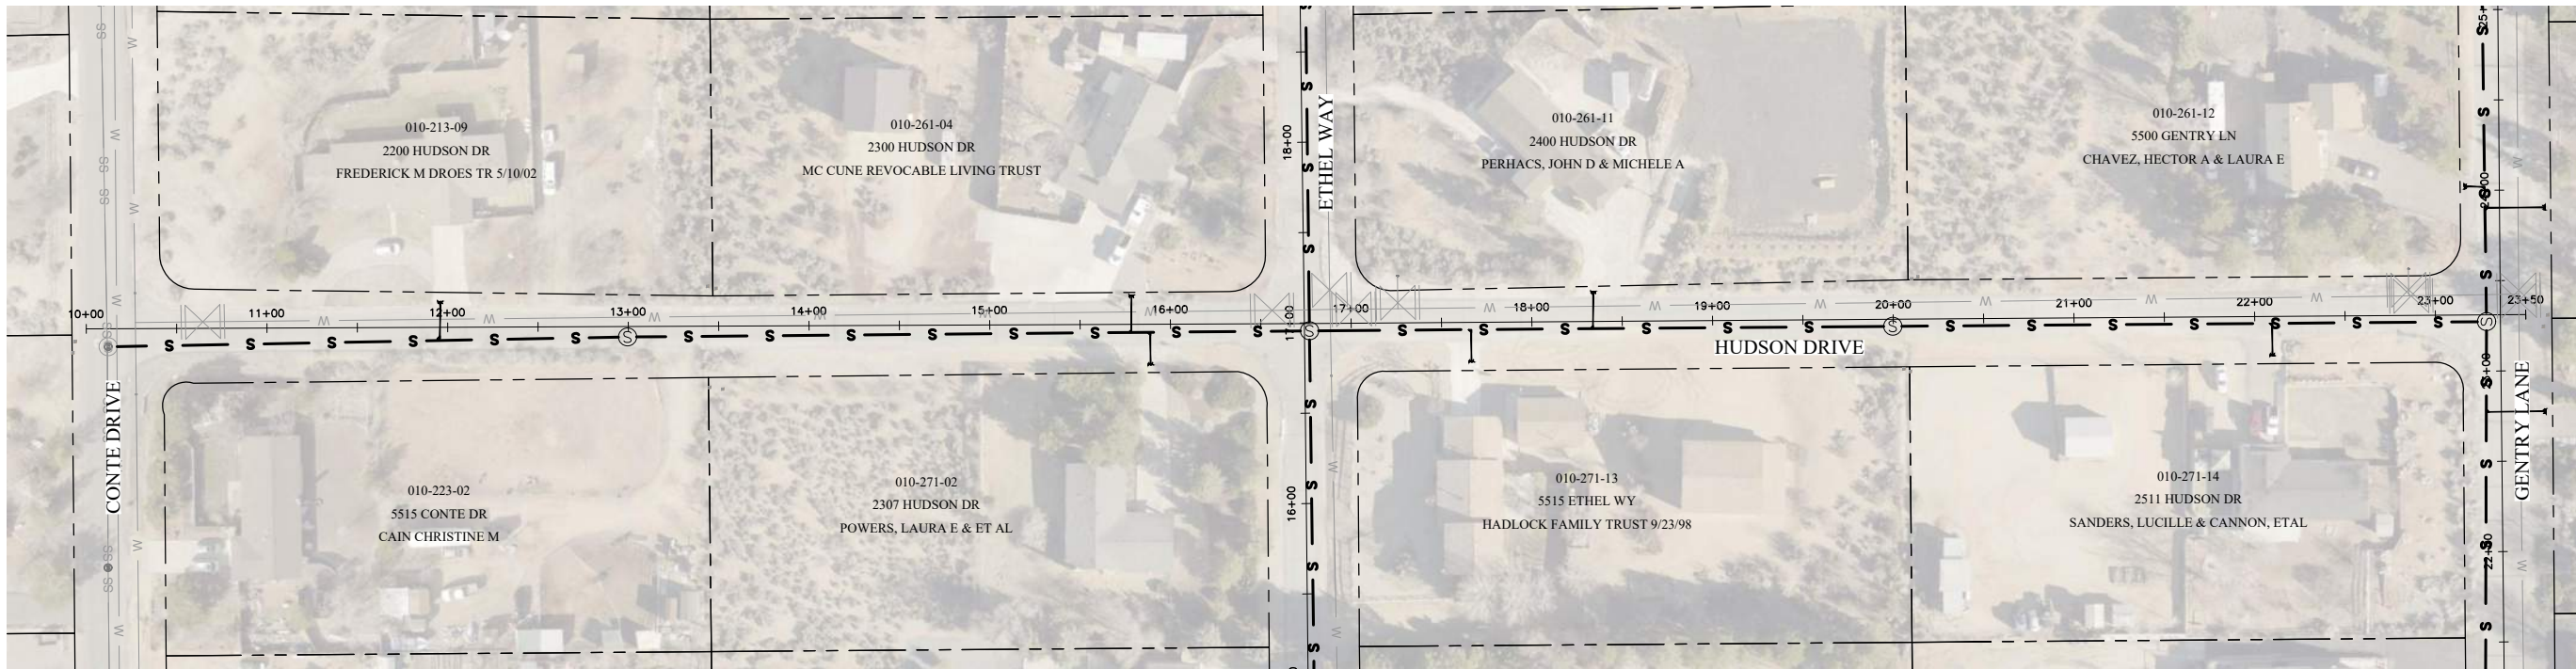 010-213-09
2200 HUDSON DR
FREDERICK M DROES TR 5/10/02
010-261-04
2300 HUDSON DR
MC CUNE REVOCABLE LIVING TRUST
18+00
ETHEL WAY
010-261-11
2400 HUDSON DR
PERHACS, JOHN D & MICHELE A
010-261-12
5500 GENTRY LN
CHAVEZ, HECTOR A & LAURA E
10+00
11+00
12+00
13+00
14+00
15+00
16+00
17+00
17+00
18+00
19+00
20+00
21+00
22+00
23+00
23+50
HUDSON DRIVE
CONTE DRIVE
010-223-02
5515 CONTE DR
CAIN CHRISTINE M
010-271-02
2307 HUDSON DR
POWERS, LAURA E & ET AL
16+00
010-271-13
5515 ETHEL WY
HADLOCK FAMILY TRUST 9/23/98
010-271-14
2511 HUDSON DR
SANDERS, LUCILLE & CANNON, ETAL
GENTRY LANE